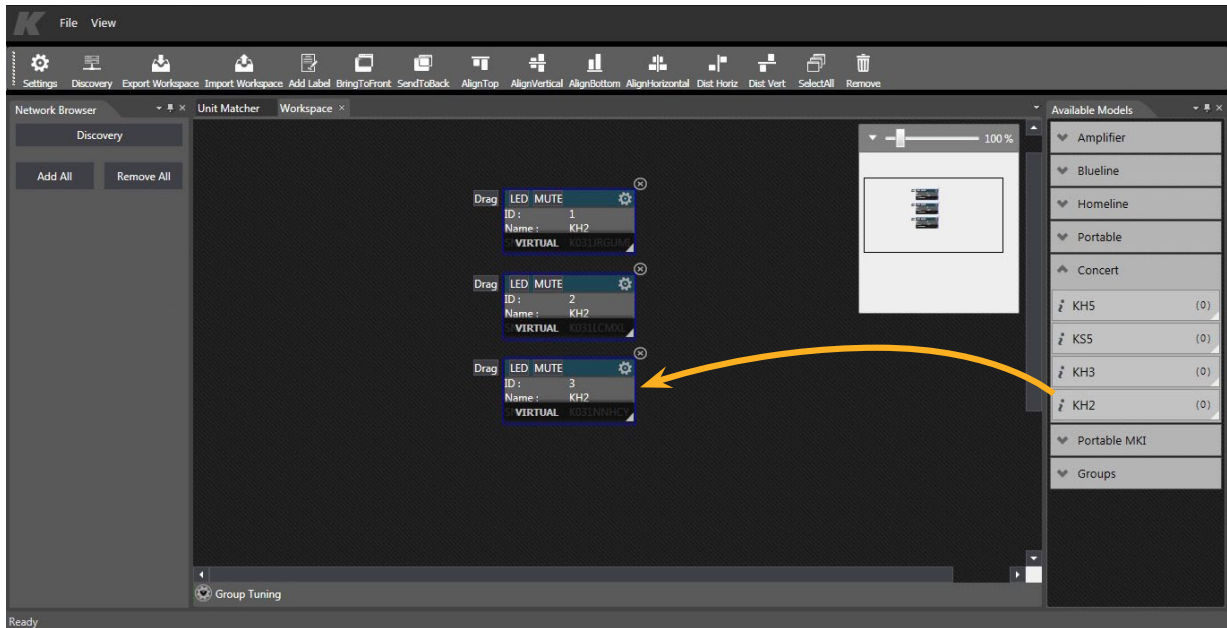 K File View
Settings Discovery Export Workspace Import Workspace Add Label BringToFront SendToBack AlignTop AlignVertical AlignBottom AlignHorizontal Dist Horiz Dist Vert SelectAll Remove
Network Browser
Discovery
Add All Remove All
Unit Matcher Workspace
100 %
Drag LED MUTE
ID : 1
Name : KH2
VIRTUAL
Drag LED MUTE
ID : 2
Name : KH2
VIRTUAL K031LCMXL
Drag LED MUTE
ID : 3
Name : KH2
VIRTUAL K031NNHCY
Group Tuning
Available Models
Amplifier
Blueline
Homeline
Portable
Concert
i KH5 (0)
i KS5 (0)
i KH3 (0)
i KH2 (0)
Portable MKI
Groups
Ready